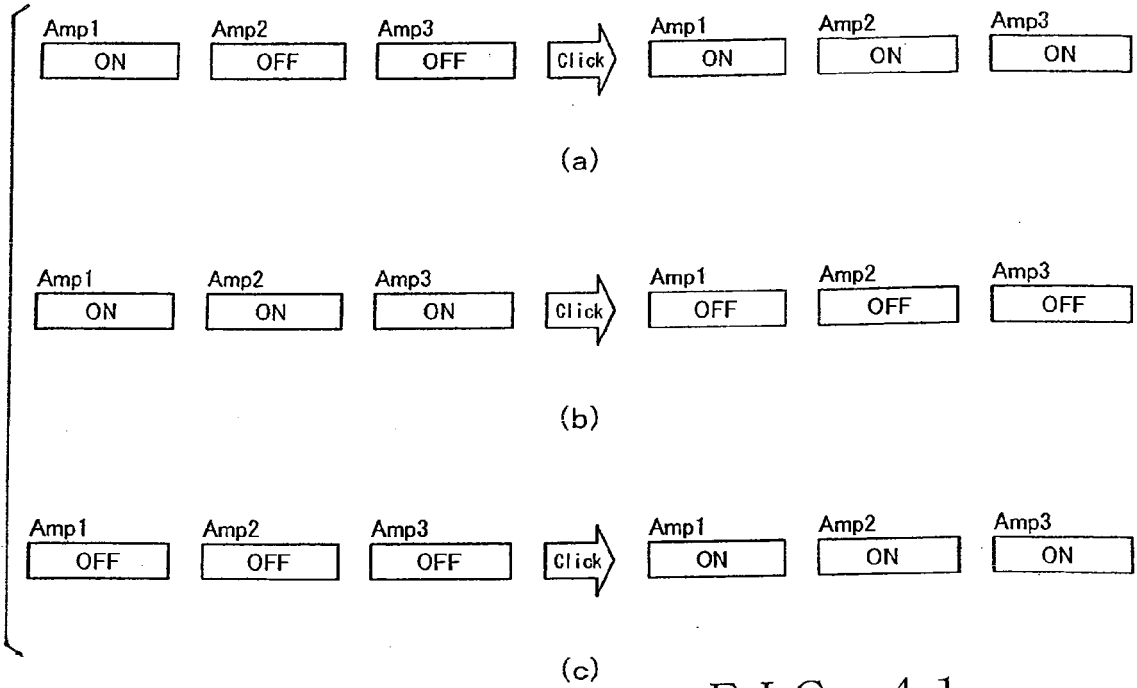 Amp1 Amp2 Amp3 Amp1 Amp2 Amp3
ON OFF OFF Click ON ON ON
(a)
Amp1 Amp2 Amp3 Amp1 Amp2 Amp3
ON ON ON Click OFF OFF OFF
(b)
Amp1 Amp2 Amp3 Amp1 Amp2 Amp3
OFF OFF OFF Click ON ON ON
(c)
FIG. 41